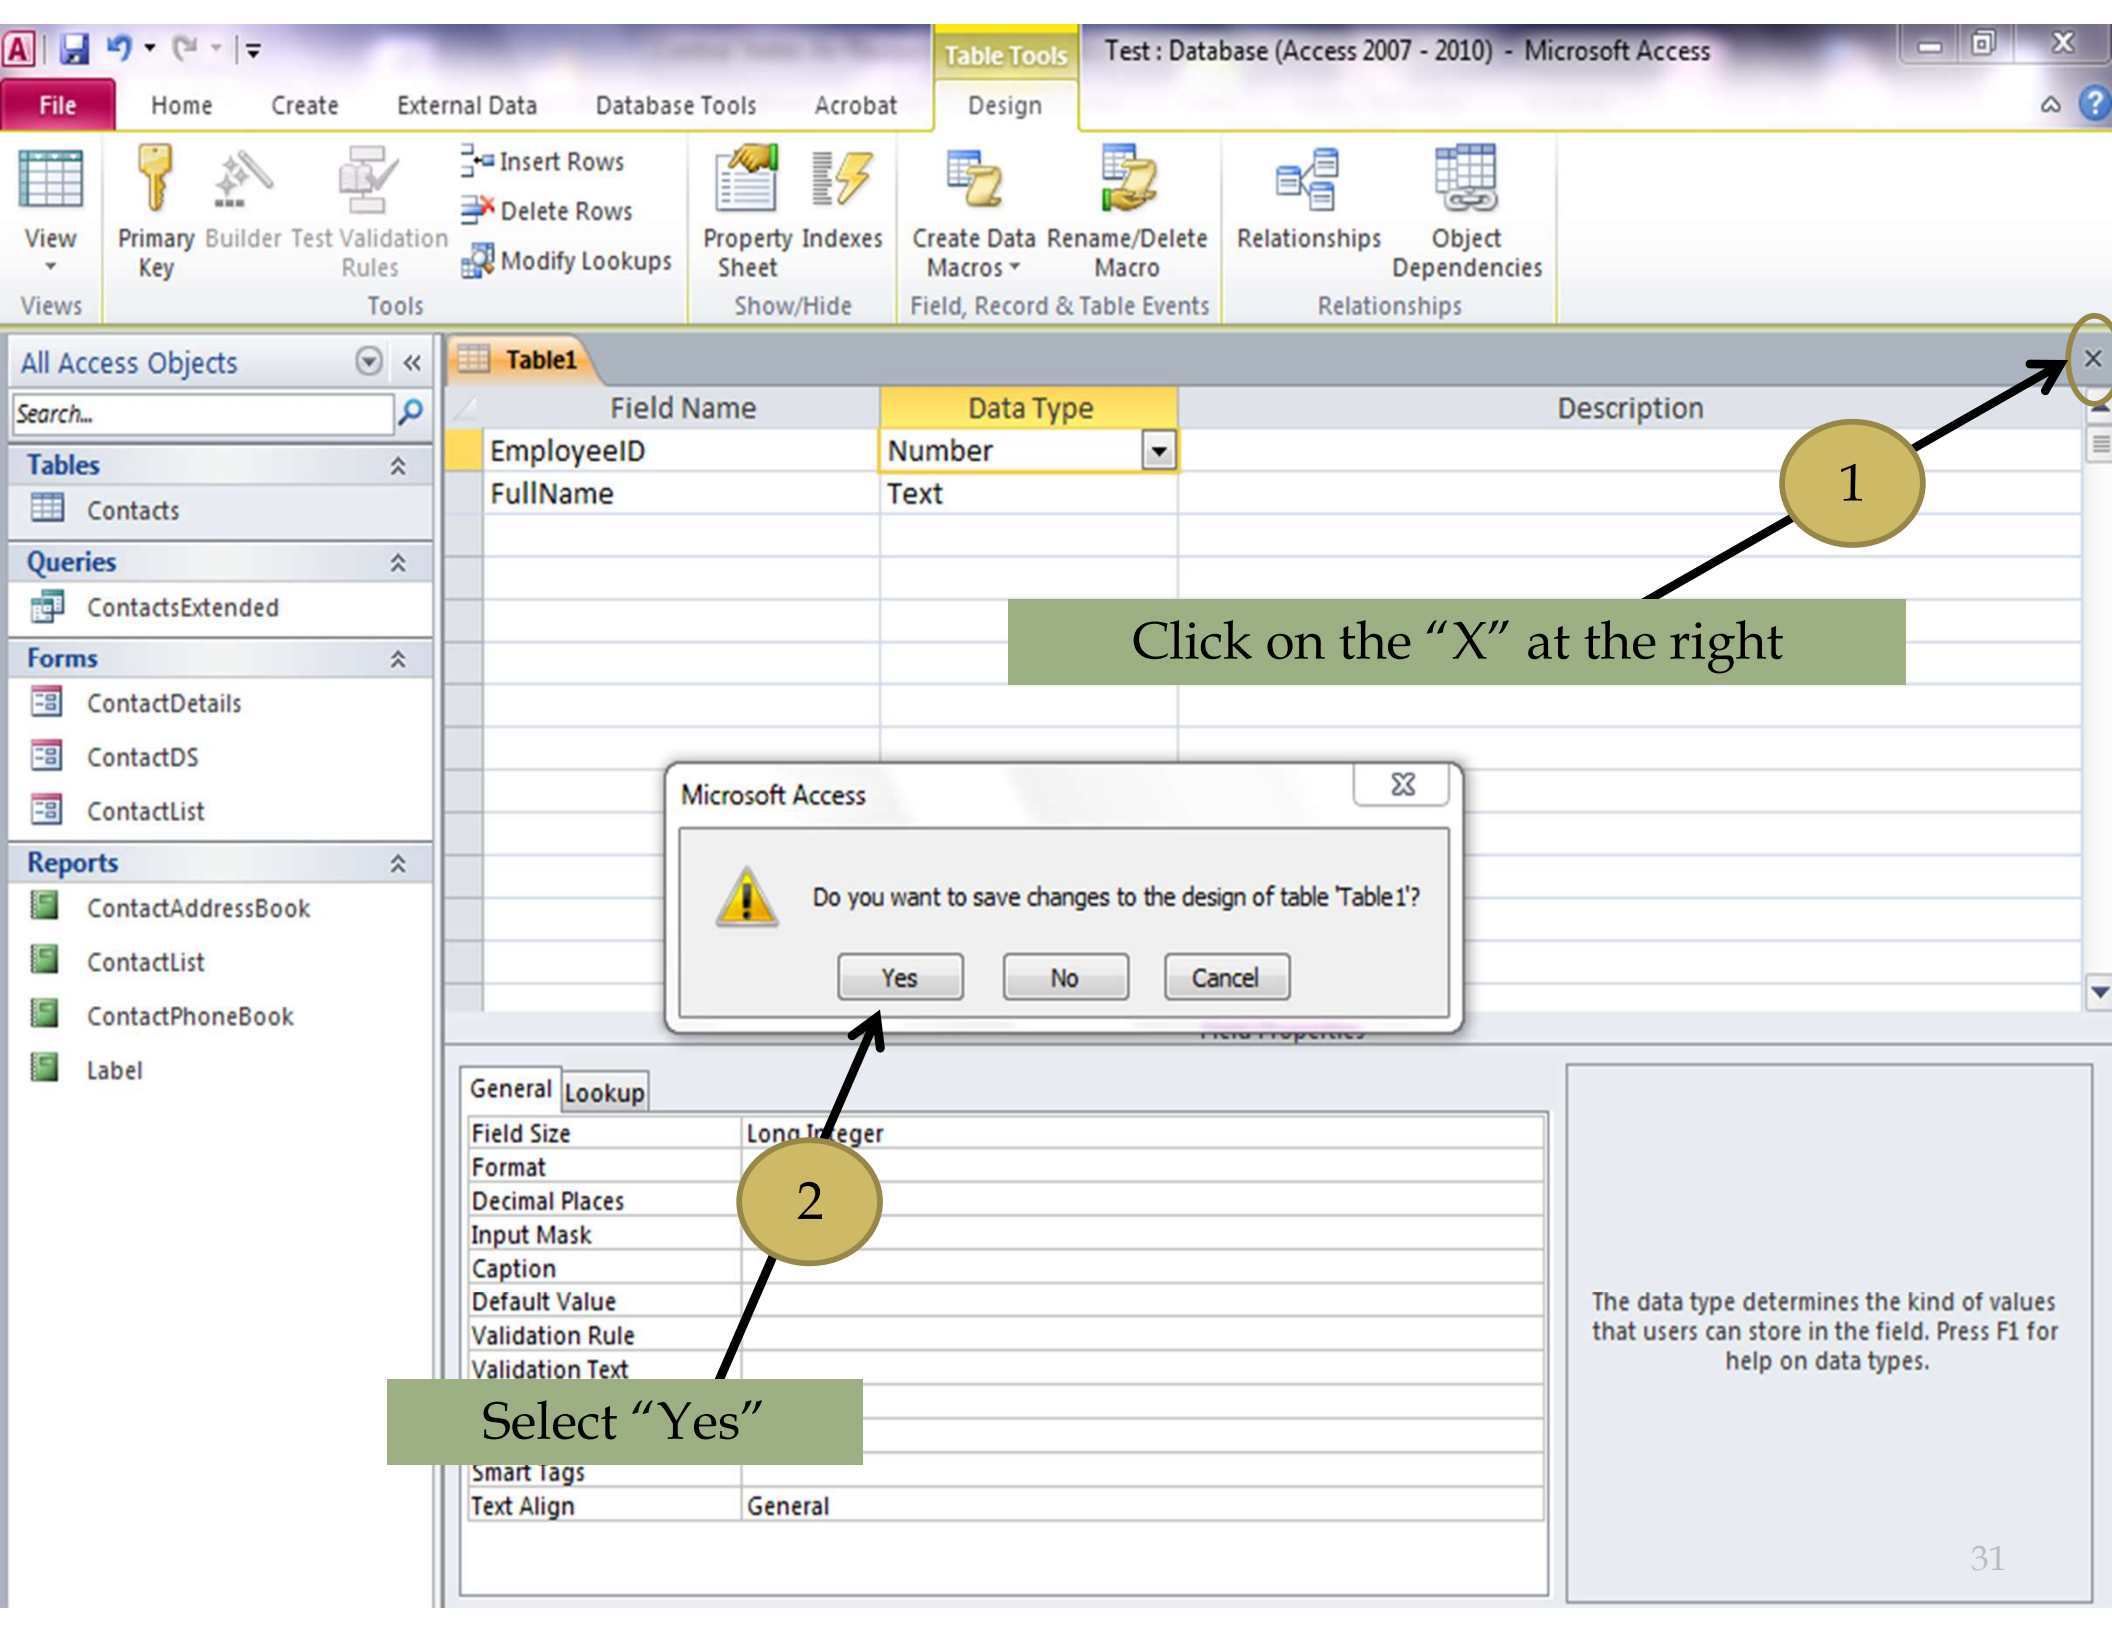 Table Tools
Test : Database (Access 2007 - 2010) - Microsoft Access
File Home Create External Data Database Tools Acrobat Design
Insert Rows
Delete Rows
Modify Lookups
View
Primary Key
Builder
Test Validation Rules
Property Sheet
Indexes
Create Data Macros
Rename/Delete Macro
Relationships
Object Dependencies
Views
Tools
Show/Hide
Field, Record & Table Events
Relationships
All Access Objects
Search...
Tables
Contacts
Queries
ContactsExtended
Forms
ContactDetails
ContactDS
ContactList
Reports
ContactAddressBook
ContactList
ContactPhoneBook
Label
Table1
Field Name Data Type Description
EmployeeID Number
FullName Text
1
Click on the “X” at the right
Microsoft Access
Do you want to save changes to the design of table 'Table1'?
Yes No Cancel
Field Properties
General Lookup
Field Size Long Integer
Format
Decimal Places
Input Mask
Caption
Default Value
Validation Rule
Validation Text
Smart Tags
Text Align General
2
Select “Yes”
The data type determines the kind of values
that users can store in the field. Press F1 for
help on data types.
31